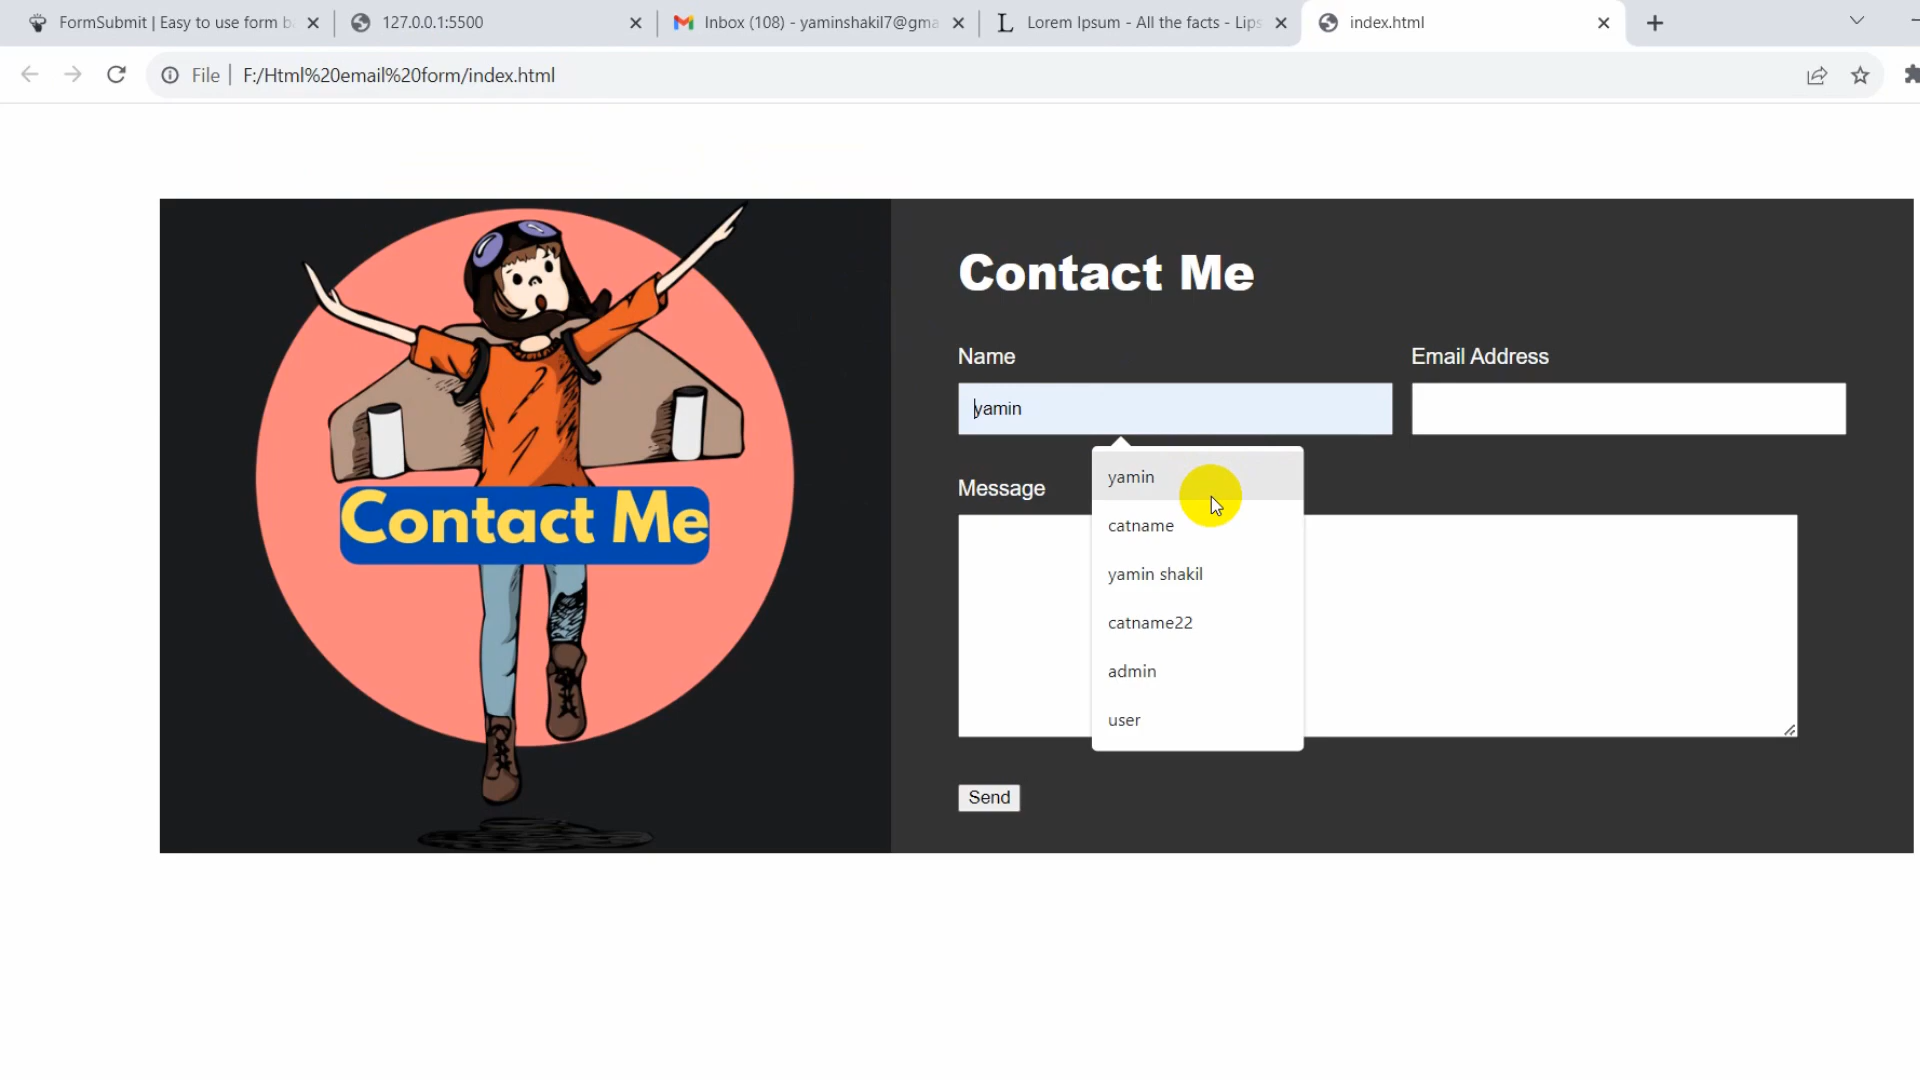 FormSubmit | Easy to use form b
127.0.0.1:5500
Inbox (108) - yaminshakil7@gma
Lorem Ipsum - All the facts - Lips
index.html
File
F:/Html%20email%20form/index.html
Contact Me
Contact Me
Name
Email Address
yamin
Message
yamin
catname
yamin shakil
catname22
admin
user
Send